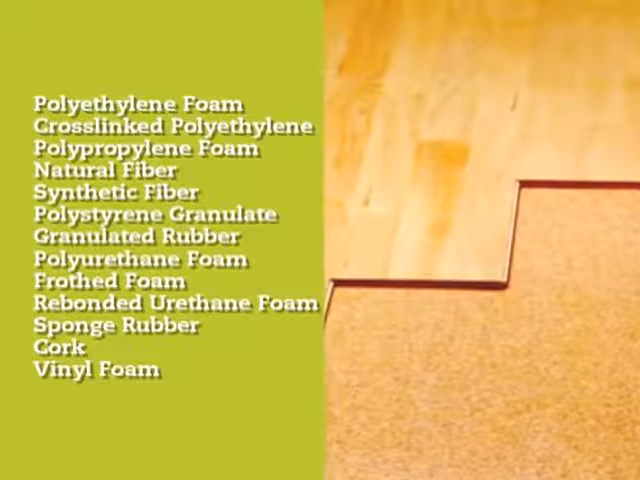 Polyethylene Foam
Crosslinked Polyethylene
Polypropylene Foam
Natural Fiber
Synthetic Fiber
Polystyrene Granulate
Granulated Rubber
Polyurethane Foam
Frothed Foam
Rebonded Urethane Foam
Sponge Rubber
Cork
Vinyl Foam